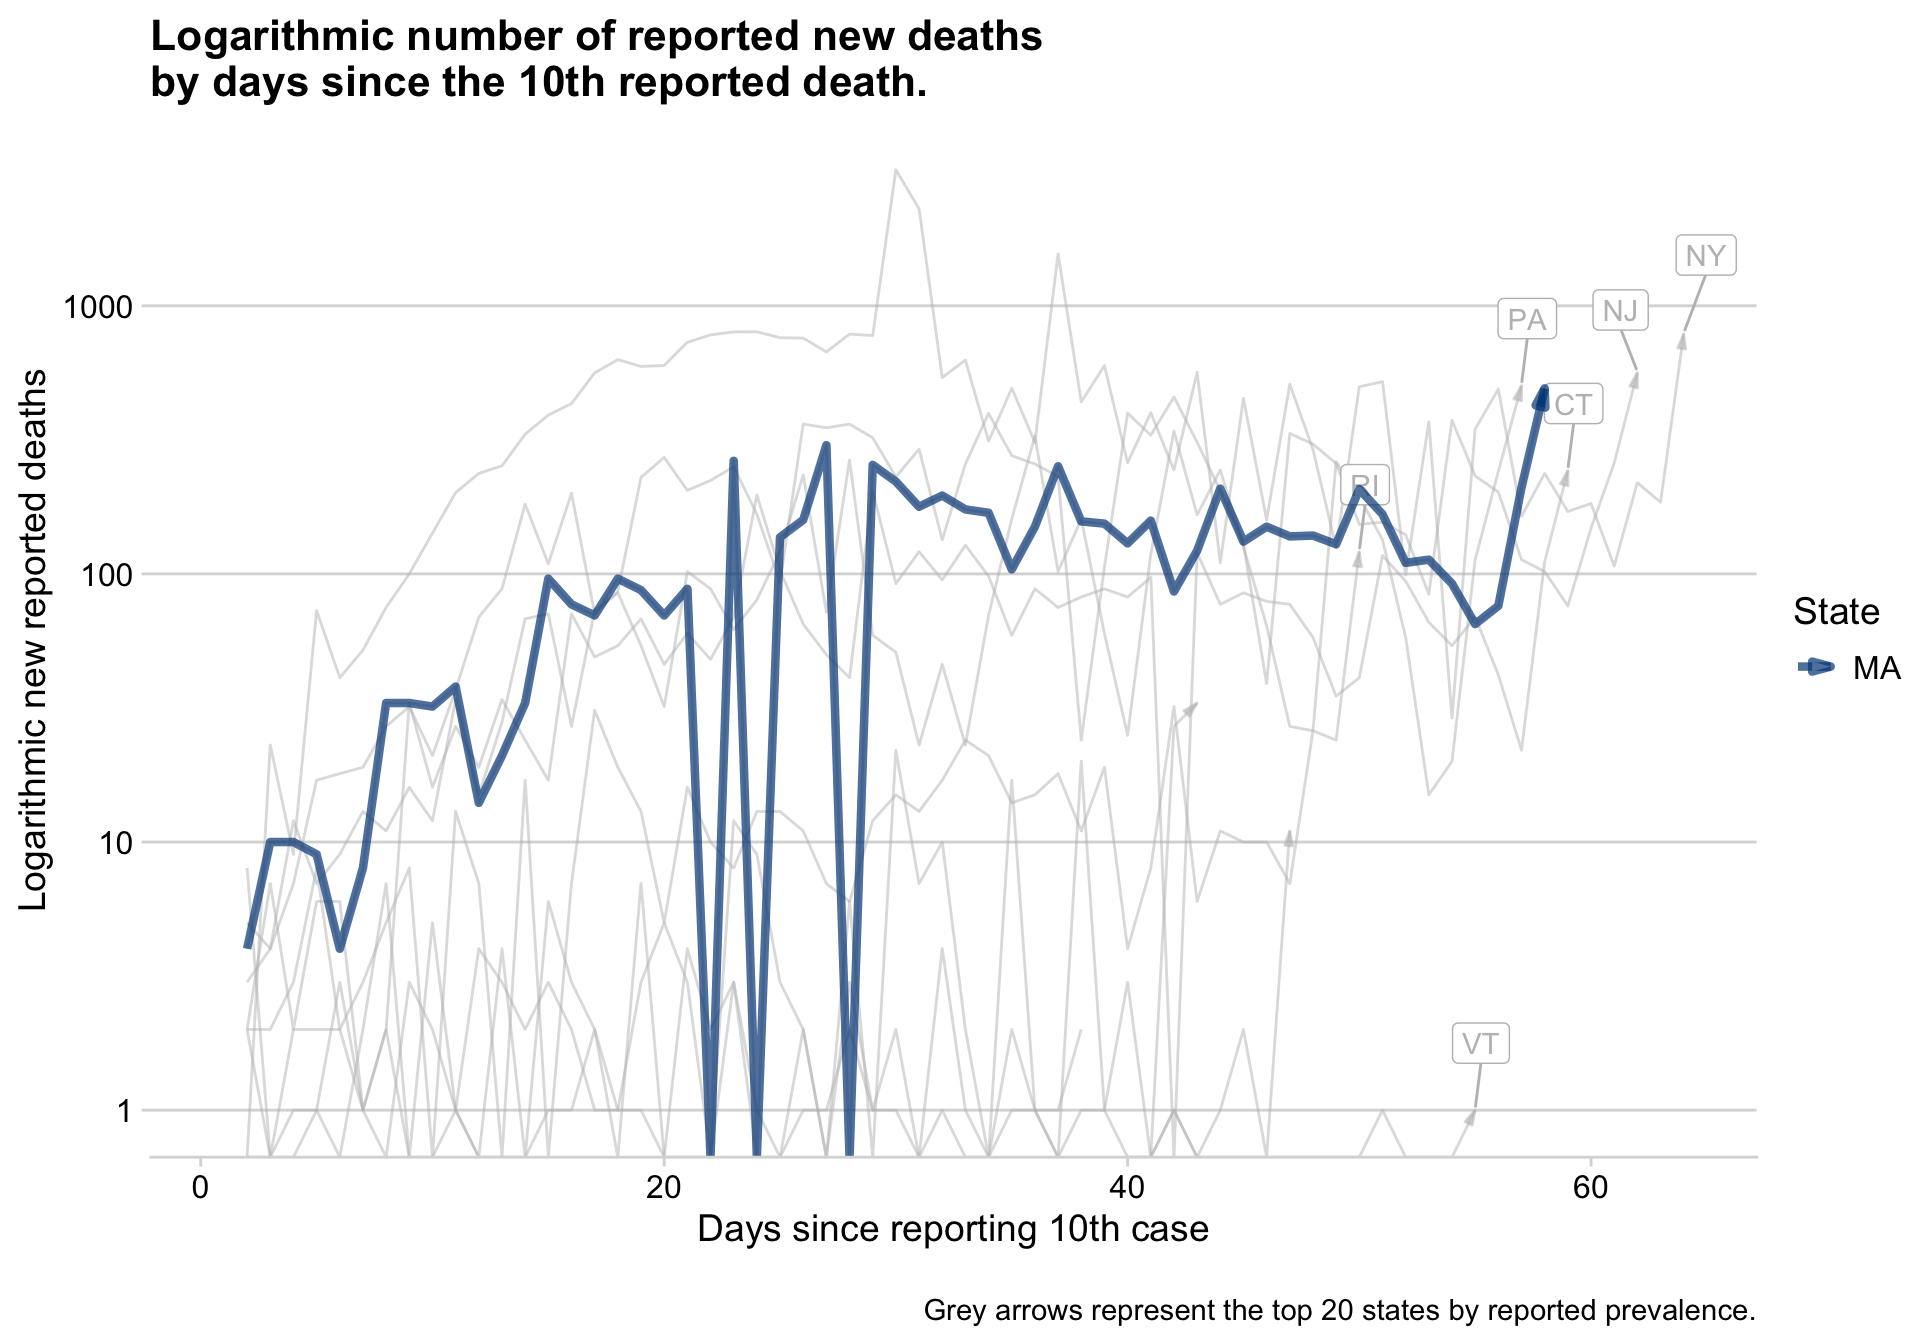 Logarithmic number of reported new deaths
by days since the 10th reported death.
NY
PA
NJ
1000
CT
RI
100
10
VT
1
Logarithmic new reported deaths
State
MA
0
20
40
60
Days since reporting 10th case
Grey arrows represent the top 20 states by reported prevalence.